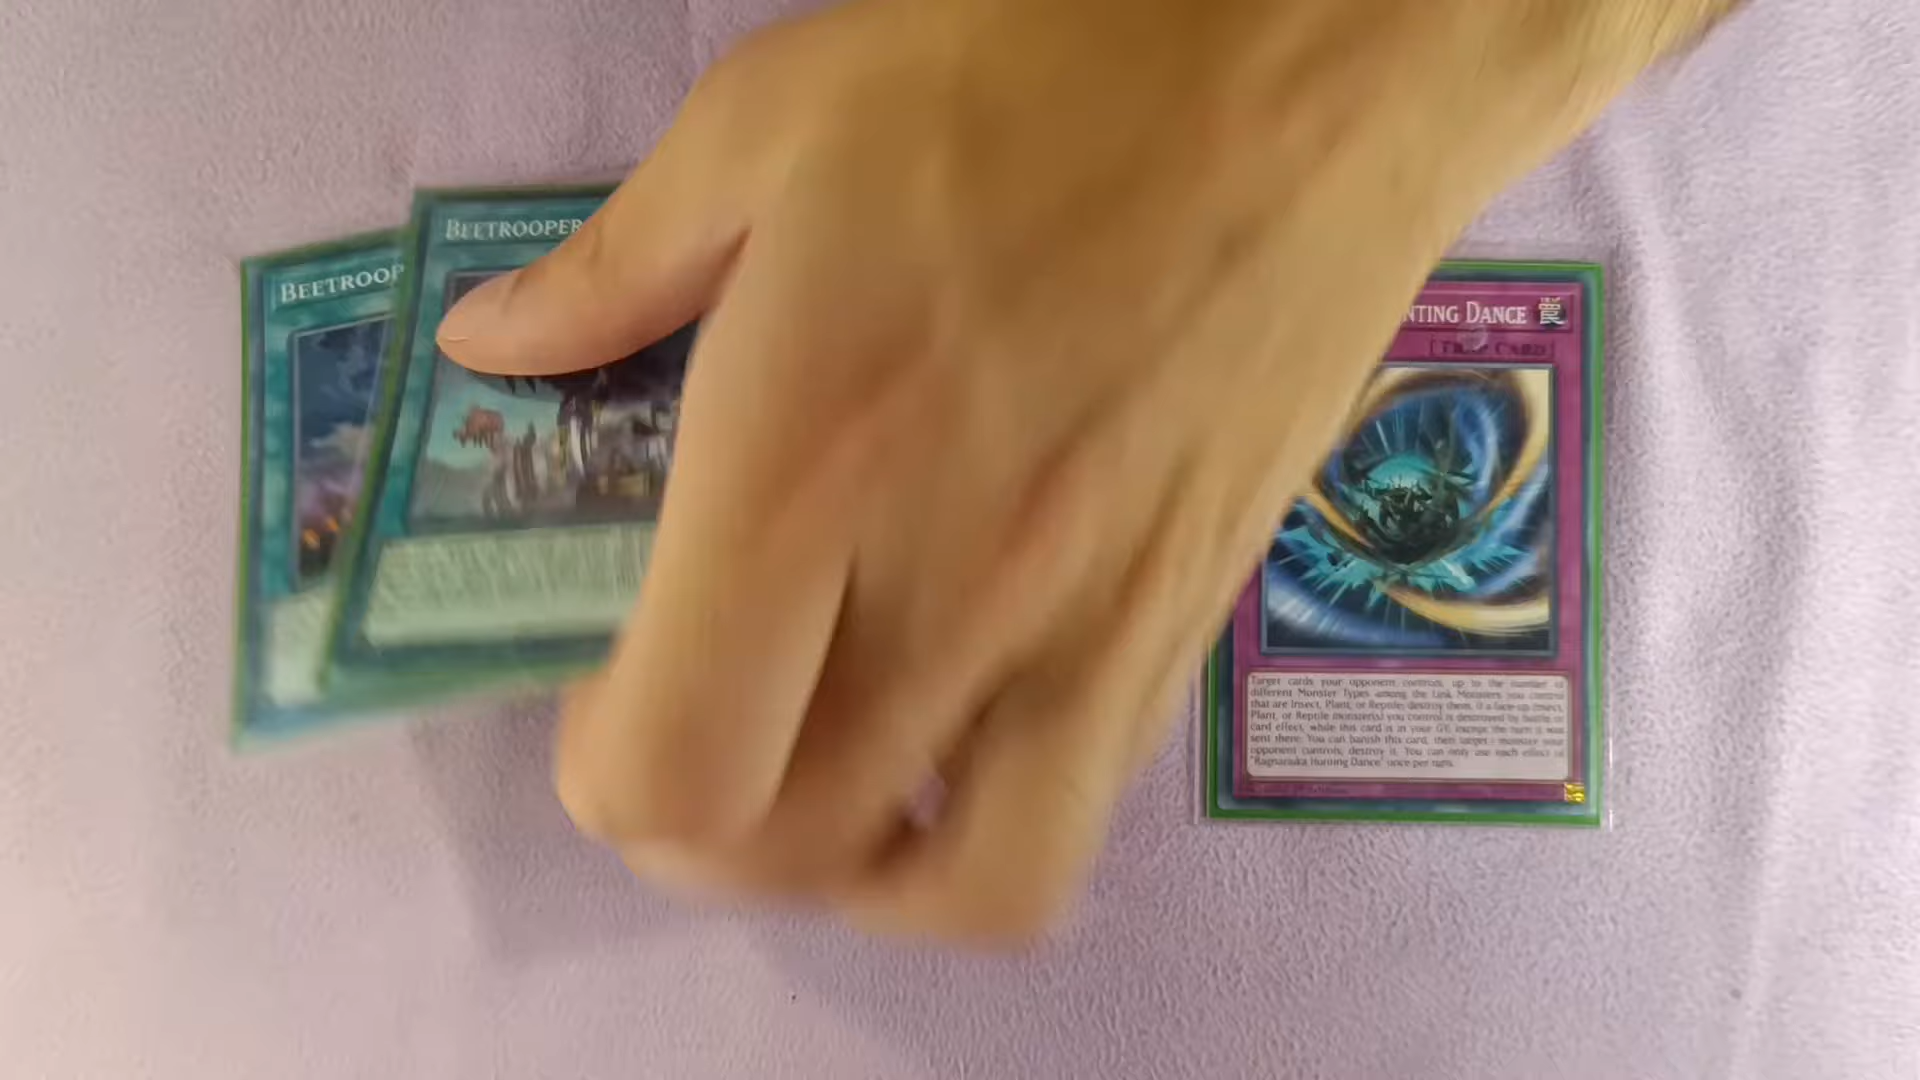 BEETROOP
BEETROOPER
NTING DANCE 罠
[TRAP CARD]
Target cards your opponent controls, up to the number of
different Monster Types among the Link Monsters you control
that are Insect, Plant, or Reptile; destroy them. If a face-up Insect,
Plant, or Reptile monster(s) you control is destroyed by battle or
card effect, while this card is in your GY, except the turn it was
sent there: You can banish this card, then target 1 monster your
opponent controls; destroy it. You can only use each effect of
"Ragnaraika Hunting Dance" once per turn.